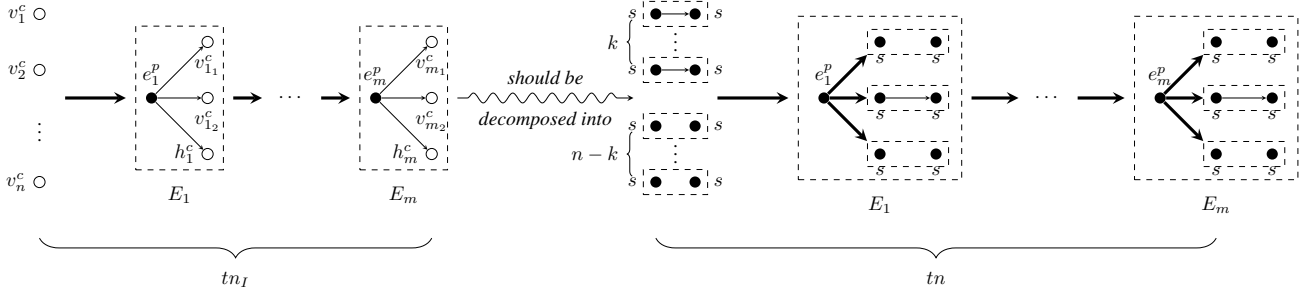 v_1^c
v_2^c
⋮
v_n^c
e_1^p
v_{1_1}^c
v_{1_2}^c
h_1^c
E_1
· · ·
e_m^p
v_{m_1}^c
v_{m_2}^c
h_m^c
E_m
tn_I
should be
decomposed into
s s
k ⋮
s s
s s
n − k ⋮
s s
e_1^p
s s
s s
s s
E_1
· · ·
e_m^p
s s
s s
s s
E_m
tn